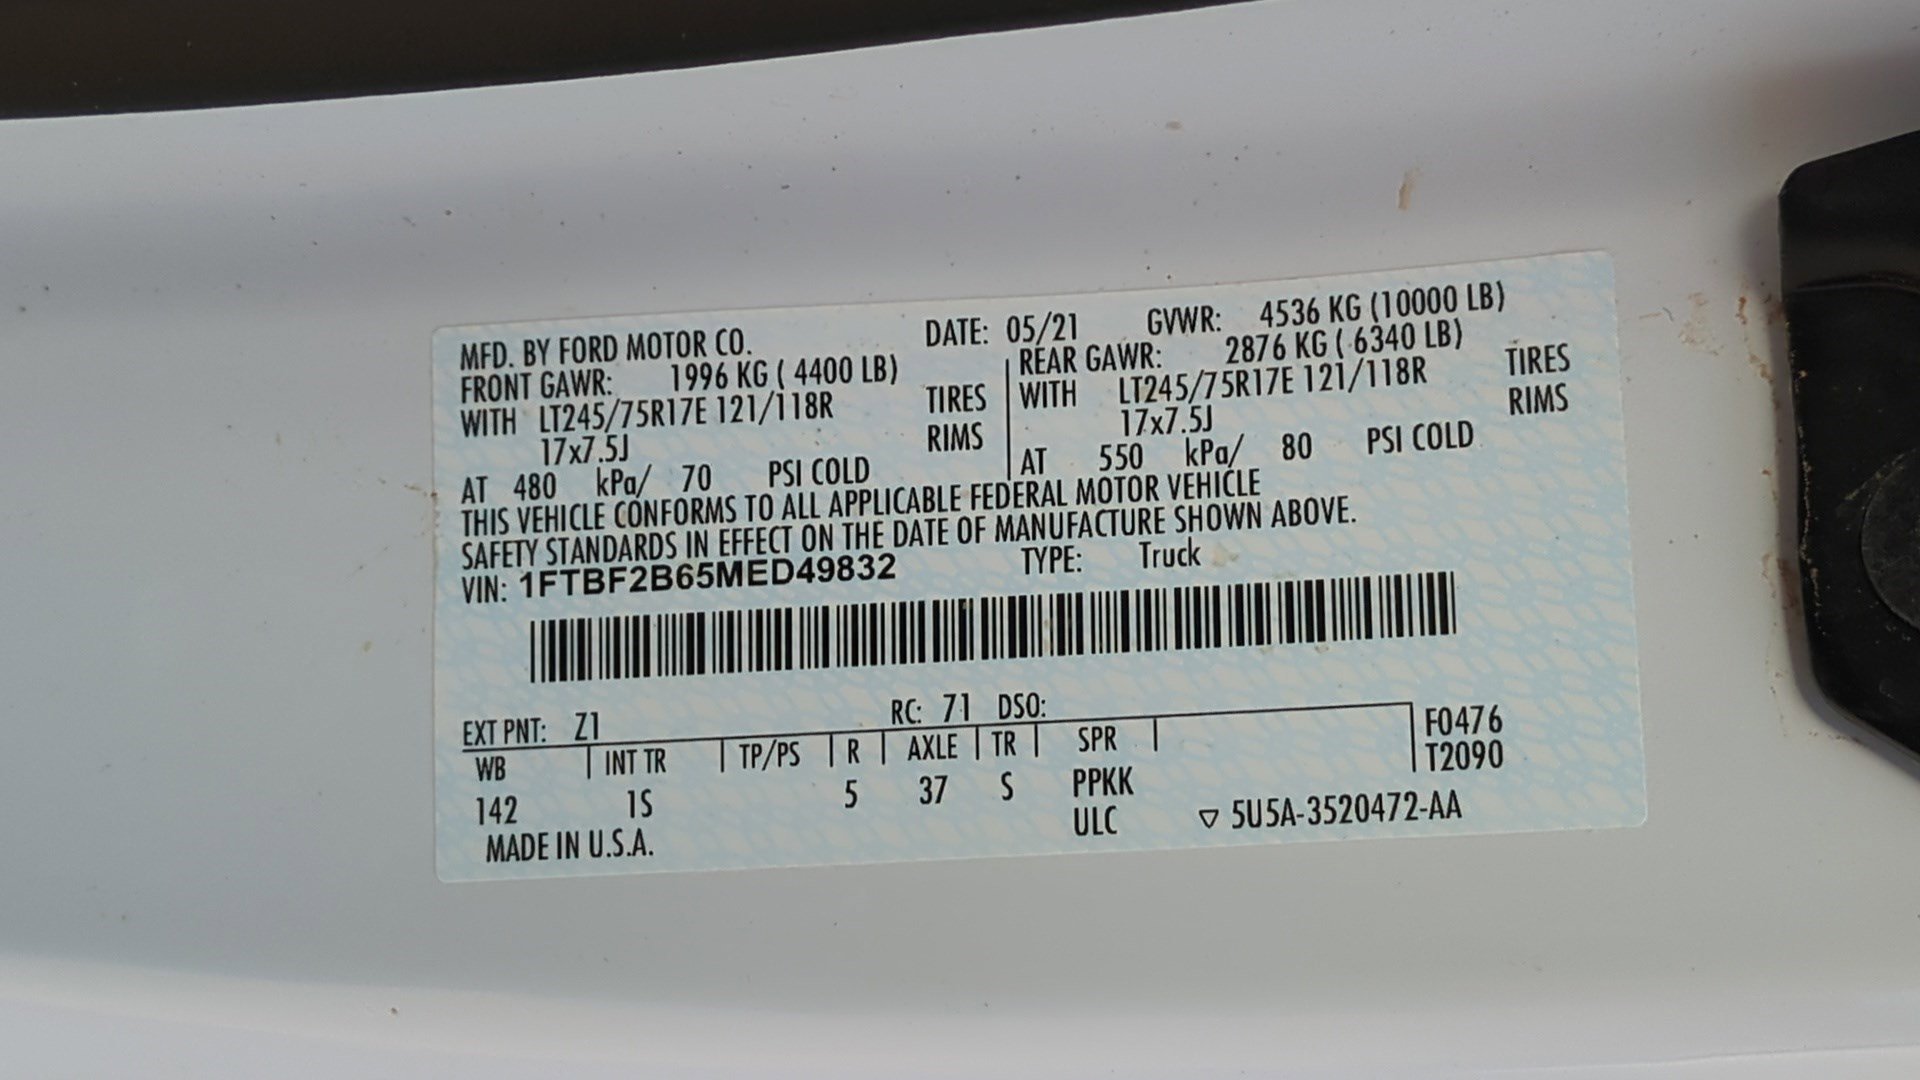 MFD. BY FORD MOTOR CO. DATE: 05/21 GVWR: 4536 KG (10000 LB)
FRONT GAWR: 1996 KG ( 4400 LB) REAR GAWR: 2876 KG ( 6340 LB)
WITH LT245/75R17E 121/118R TIRES WITH LT245/75R17E 121/118R TIRES
17x7.5J RIMS 17x7.5J RIMS
AT 480 kPa/ 70 PSI COLD AT 550 kPa/ 80 PSI COLD
THIS VEHICLE CONFORMS TO ALL APPLICABLE FEDERAL MOTOR VEHICLE
SAFETY STANDARDS IN EFFECT ON THE DATE OF MANUFACTURE SHOWN ABOVE.
VIN: 1FTBF2B65MED49832 TYPE: Truck
EXT PNT: Z1 RC: 71 DSO:
WB INT TR TP/PS R AXLE TR SPR F0476
T2090
142 1S 5 37 S PPKK
ULC ▽ 5U5A-3520472-AA
MADE IN U.S.A.